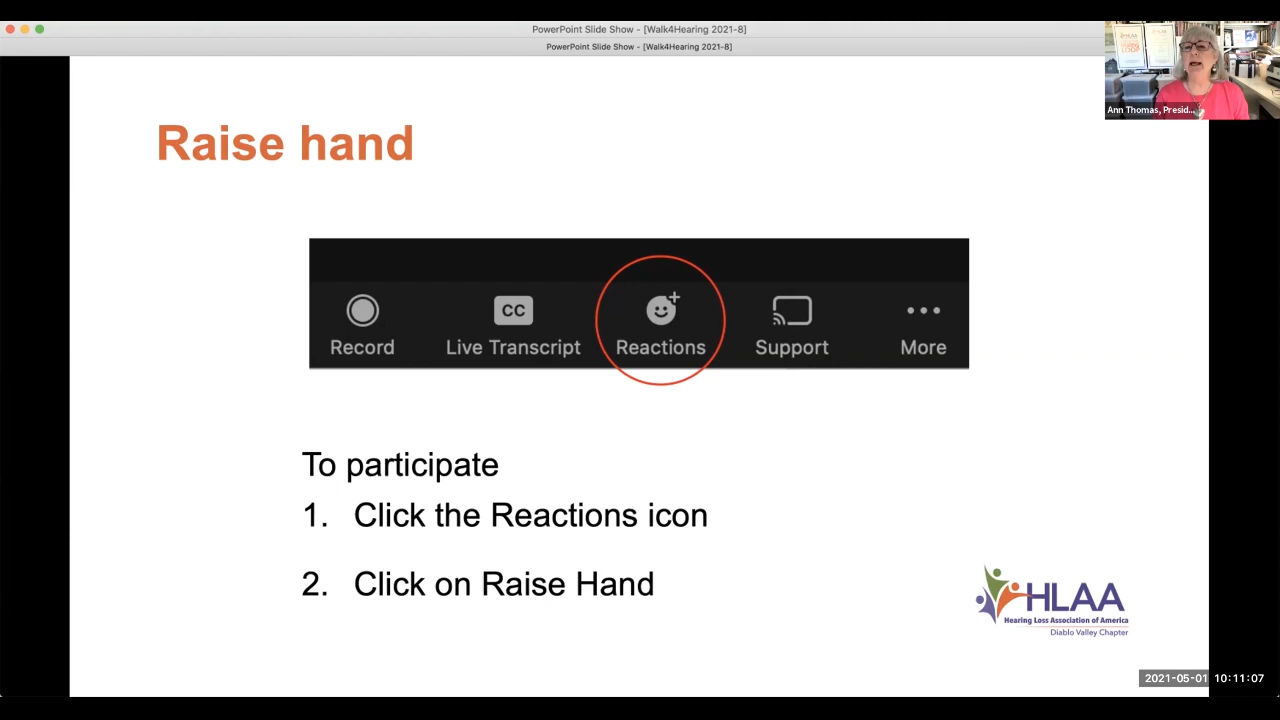 PowerPoint Slide Show - [Walk4Hearing 2021-8]
PowerPoint Slide Show - [Walk4Hearing 2021-8]
Ann Thomas, Presid...
Raise hand
CC
Record
Live Transcript
Reactions
Support
More
To participate
1. Click the Reactions icon
2. Click on Raise Hand
HLAA
Hearing Loss Association of America
Diablo Valley Chapter
2021-05-01 10:11:07